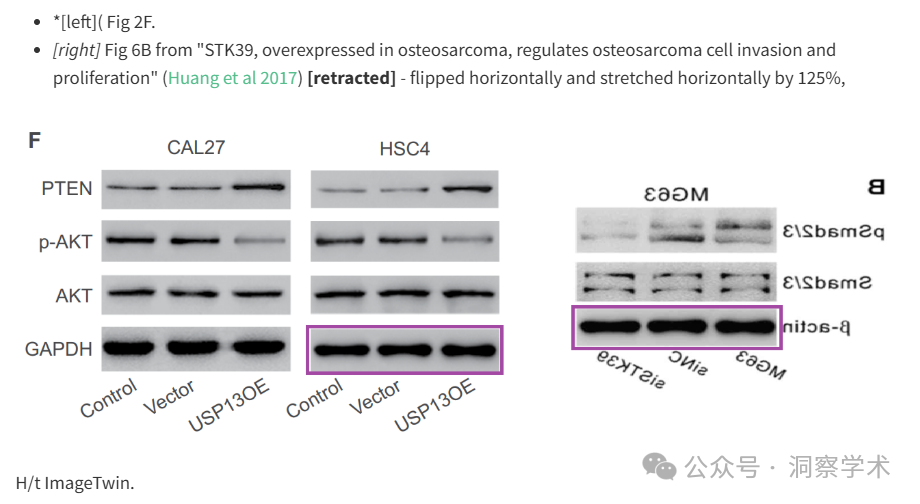 *[left]( Fig 2F.
[right] Fig 6B from "STK39, overexpressed in osteosarcoma, regulates osteosarcoma cell invasion and
proliferation" (Huang et al 2017) [retracted] - flipped horizontally and stretched horizontally by 125%,
F
CAL27
HSC4
PTEN
p-AKT
AKT
GAPDH
Control
Vector
USP13OE
Control
Vector
USP13OE
B
MG63
pSmad2/3
Smad2/3
β-actin
siSTK39
siNC
MG63
公众号 · 洞察学术
H/t ImageTwin.